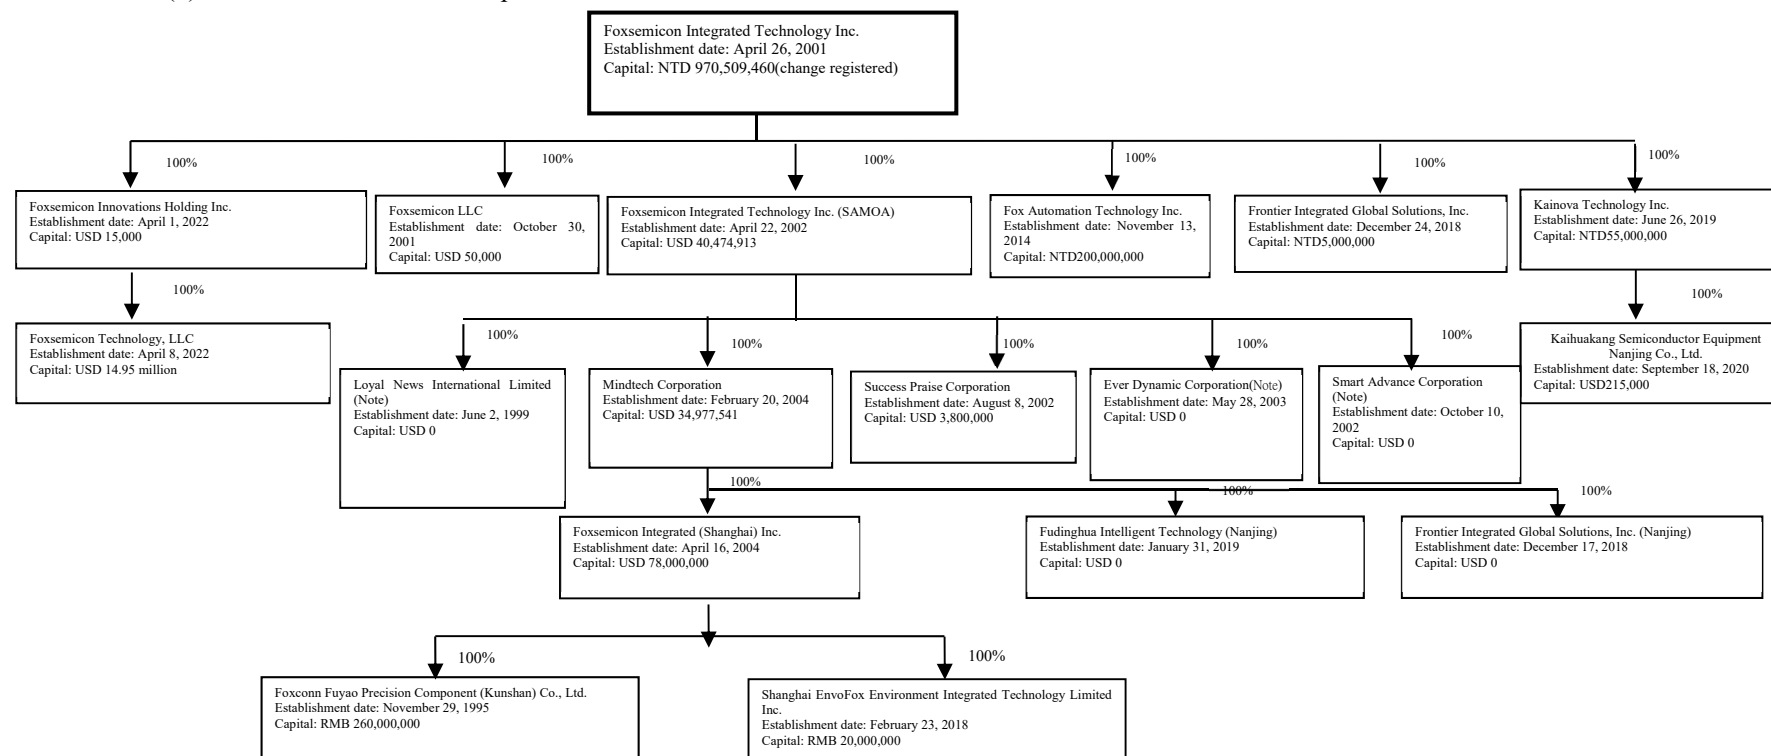 Foxsemicon Integrated Technology Inc.
Establishment date: April 26, 2001
Capital: NTD 970,509,460(change registered)
100%
100%
100%
100%
100%
100%
Foxsemicon Innovations Holding Inc.
Establishment date: April 1, 2022
Capital: USD 15,000
Foxsemicon LLC
Establishment date: October 30,
2001
Capital: USD 50,000
Foxsemicon Integrated Technology Inc. (SAMOA)
Establishment date: April 22, 2002
Capital: USD 40,474,913
Fox Automation Technology Inc.
Establishment date: November 13,
2014
Capital: NTD200,000,000
Frontier Integrated Global Solutions, Inc.
Establishment date: December 24, 2018
Capital: NTD5,000,000
Kainova Technology Inc.
Establishment date: June 26, 2019
Capital: NTD55,000,000
100%
100%
Foxsemicon Technology, LLC
Establishment date: April 8, 2022
Capital: USD 14.95 million
100%
100%
100%
100%
100%
Kaihuakang Semiconductor Equipment
Nanjing Co., Ltd.
Establishment date: September 18, 2020
Capital: USD215,000
Loyal News International Limited
(Note)
Establishment date: June 2, 1999
Capital: USD 0
Mindtech Corporation
Establishment date: February 20, 2004
Capital: USD 34,977,541
Success Praise Corporation
Establishment date: August 8, 2002
Capital: USD 3,800,000
Ever Dynamic Corporation(Note)
Establishment date: May 28, 2003
Capital: USD 0
Smart Advance Corporation
(Note)
Establishment date: October 10,
2002
Capital: USD 0
100%
100%
100%
Foxsemicon Integrated (Shanghai) Inc.
Establishment date: April 16, 2004
Capital: USD 78,000,000
Fudinghua Intelligent Technology (Nanjing)
Establishment date: January 31, 2019
Capital: USD 0
Frontier Integrated Global Solutions, Inc. (Nanjing)
Establishment date: December 17, 2018
Capital: USD 0
100%
100%
Foxconn Fuyao Precision Component (Kunshan) Co., Ltd.
Establishment date: November 29, 1995
Capital: RMB 260,000,000
Shanghai EnvoFox Environment Integrated Technology Limited
Inc.
Establishment date: February 23, 2018
Capital: RMB 20,000,000